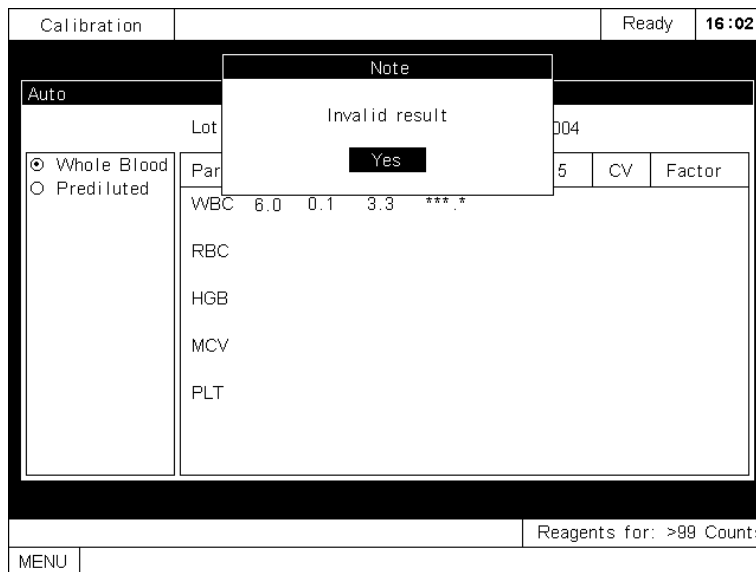 Calibration Ready 16:02
Note
Auto
Invalid result
Lot 004
Yes
Whole Blood
Prediluted
Par 5 CV Factor
WBC 6.0 0.1 3.3 ***.*
RBC
HGB
MCV
PLT
Reagents for: >99 Counts
MENU